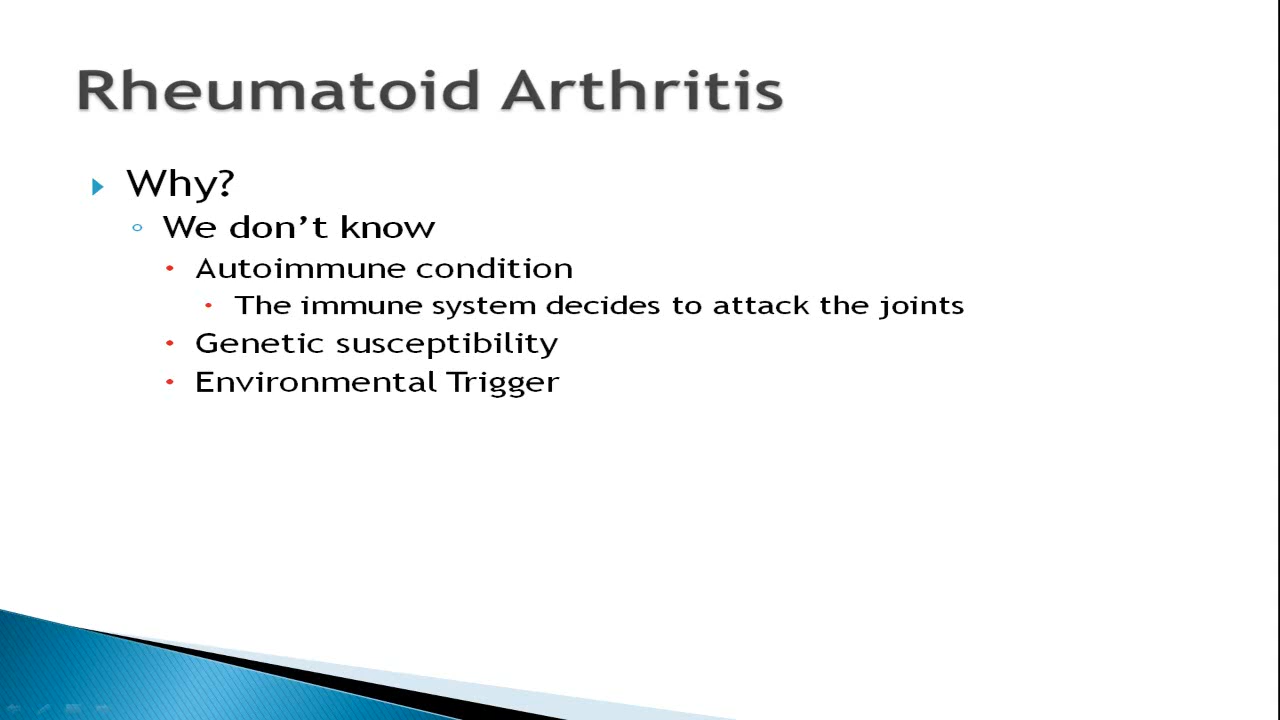 Rheumatoid Arthritis
Why?
We don’t know
Autoimmune condition
The immune system decides to attack the joints
Genetic susceptibility
Environmental Trigger